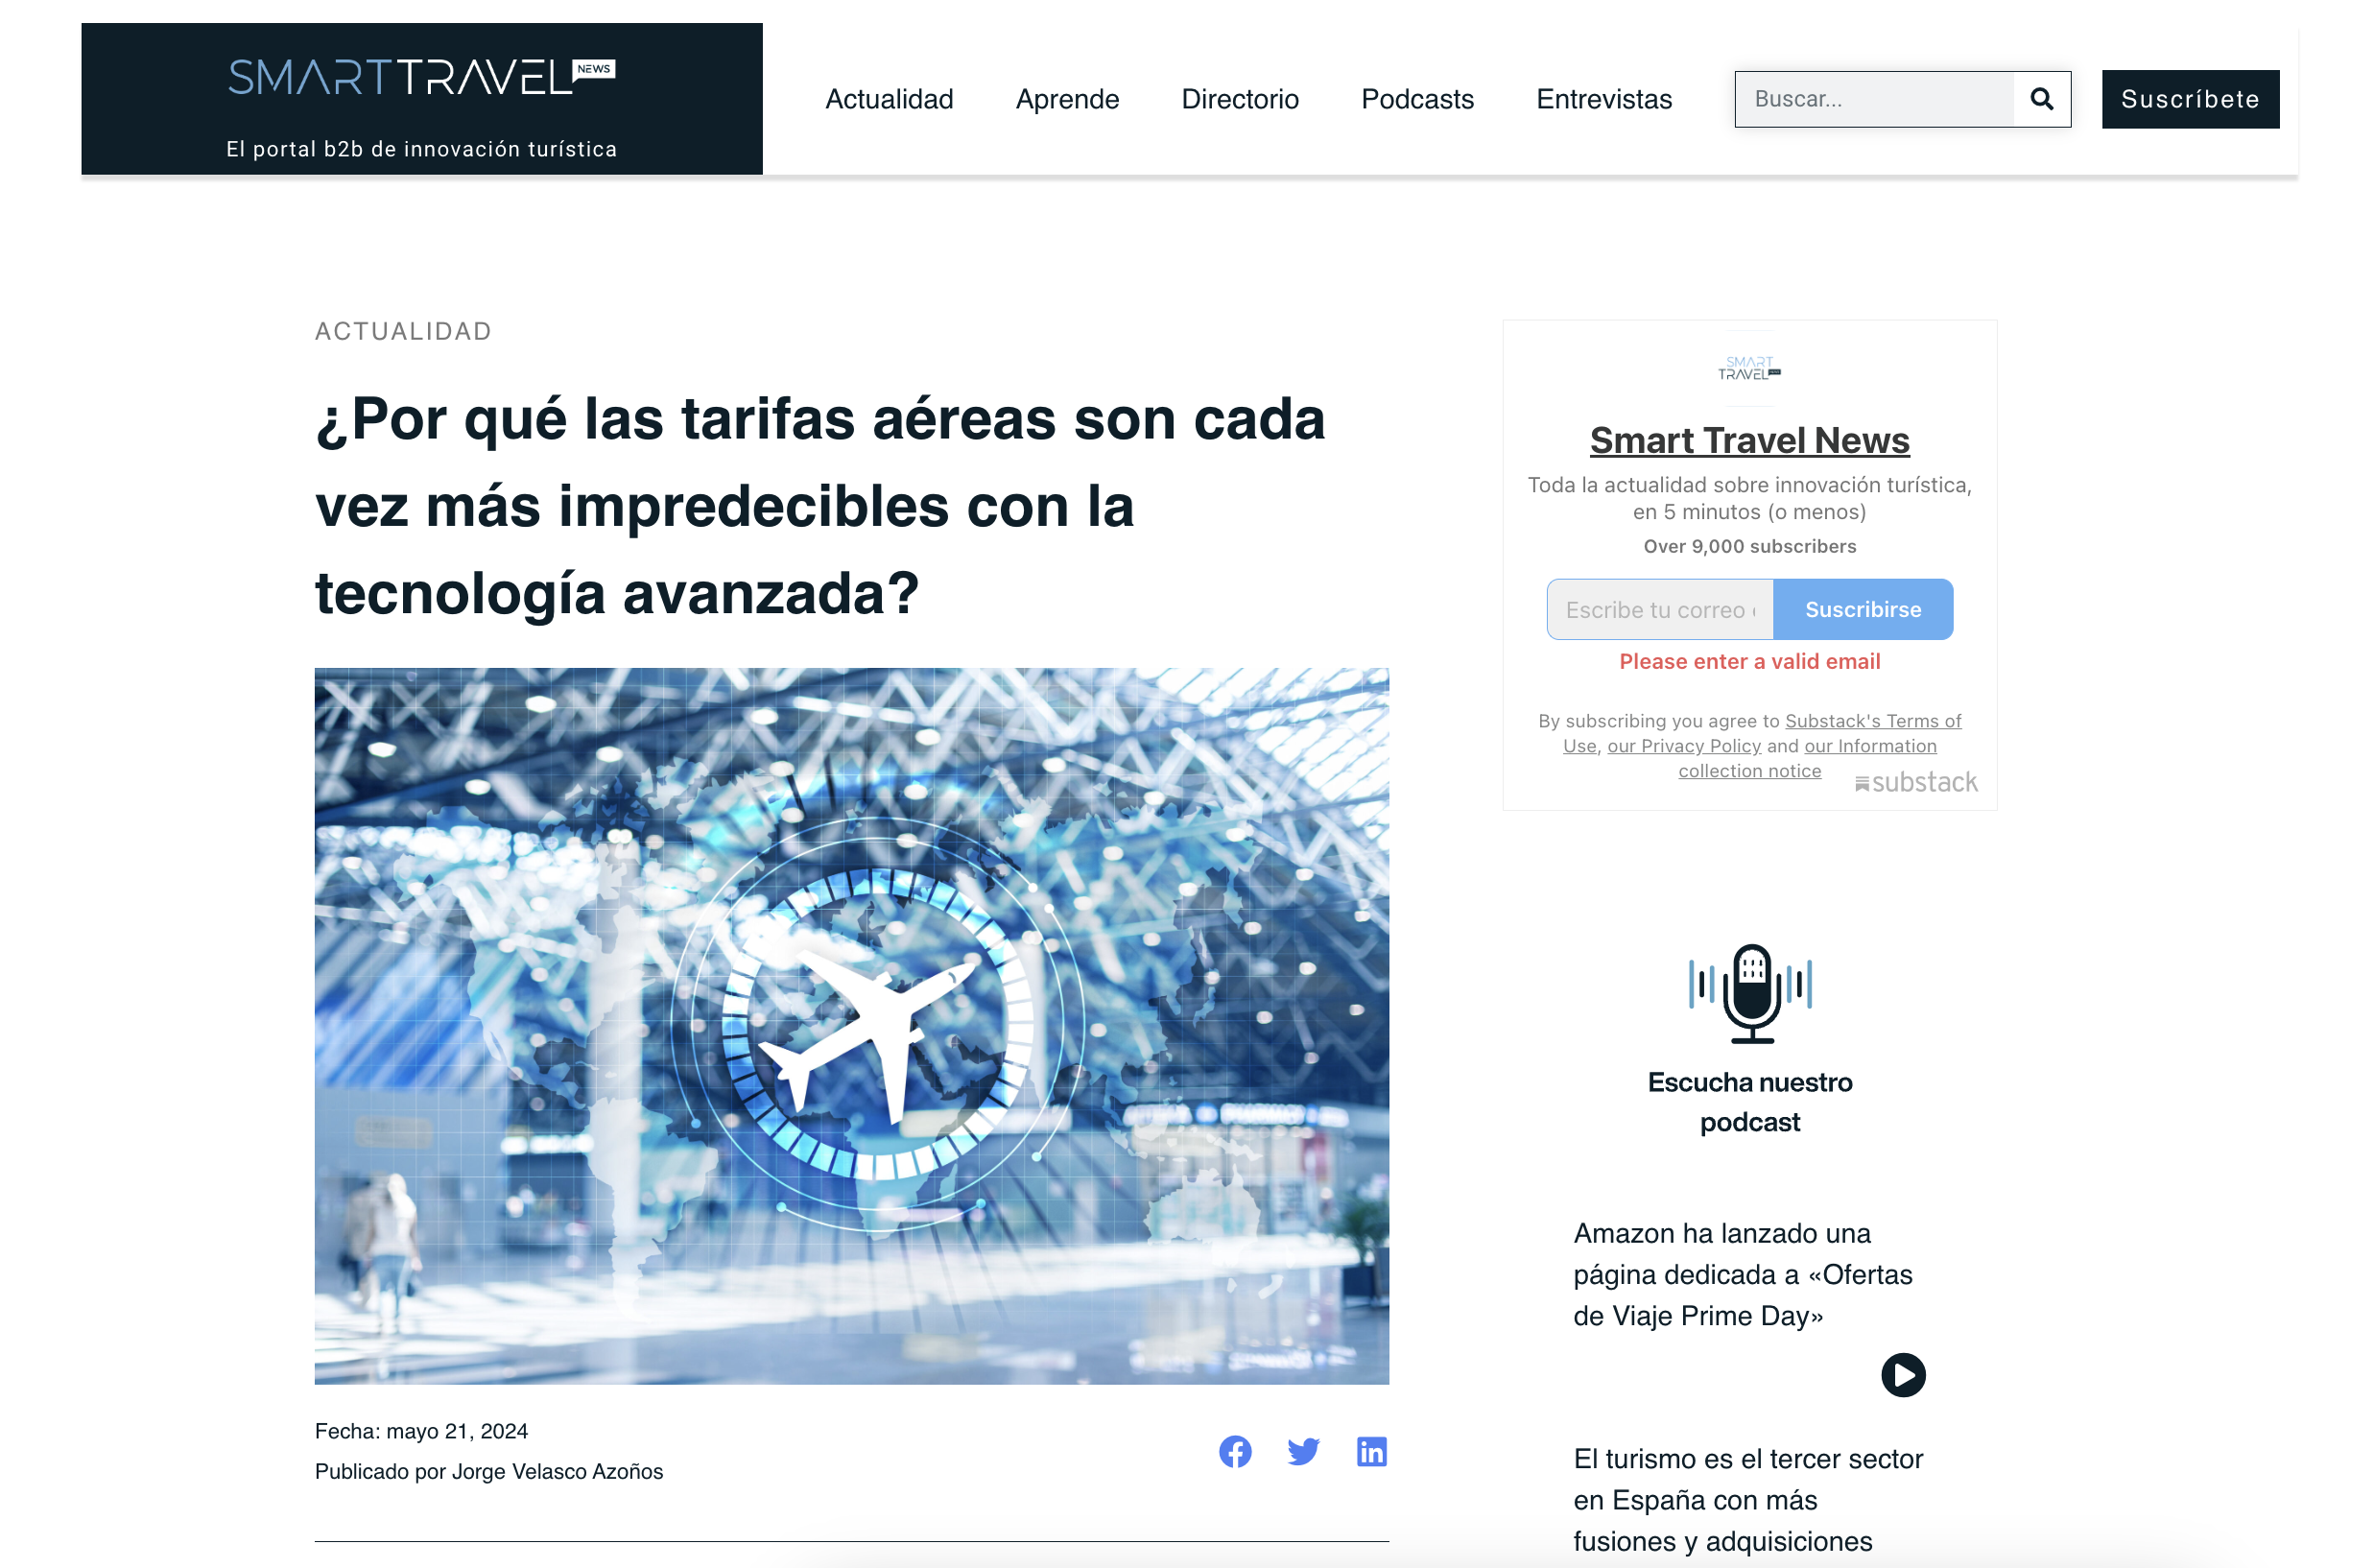 SMARTTRAVEL NEWS
El portal b2b de innovación turística
Actualidad
Aprende
Directorio
Podcasts
Entrevistas
Buscar...
Suscríbete
ACTUALIDAD
¿Por qué las tarifas aéreas son cada
vez más impredecibles con la
tecnología avanzada?
Fecha: mayo 21, 2024
Publicado por Jorge Velasco Azoños
SMART
TRAVEL
Smart Travel News
Toda la actualidad sobre innovación turística,
en 5 minutos (o menos)
Over 9,000 subscribers
Escribe tu correo
Suscribirse
Please enter a valid email
By subscribing you agree to Substack's Terms of
Use, our Privacy Policy and our Information
collection notice
substack
Escucha nuestro
podcast
Amazon ha lanzado una
página dedicada a «Ofertas
de Viaje Prime Day»
El turismo es el tercer sector
en España con más
fusiones y adquisiciones